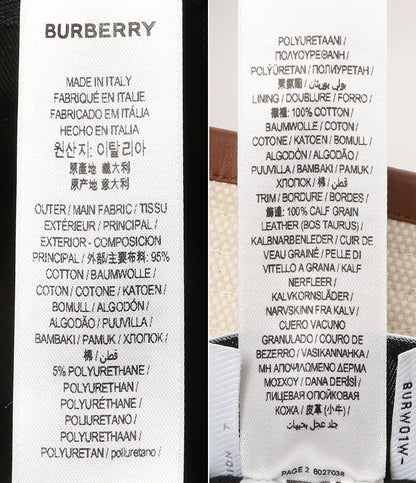 BURBERRY
MADE IN ITALY
FABRIQUÉ EN ITALIE
FABRICADO EM ITÁLIA
HECHO EN ITALIA
원산지: 이탈리아
原產地: 義大利
原产地: 意大利
OUTER / MAIN FABRIC / TISSU
EXTÉRIEUR / PRINCIPAL /
EXTERIOR - COMPOSICION
PRINCIPAL / 外部/主要布料: 95%
COTTON / BAUMWOLLE /
COTON / COTONE / KATOEN /
BOMULL / ALGODÓN /
ALGODÃO / PUUVILLA /
BAMBAKI / PAMUK / ХЛОПОК /
棉 / قطن /
5% POLYURETHANE /
POLYURETHAN /
POLYURÉTHANE /
POLIURETANO /
POLYURETHAAN /
POLYURETAN / poliuretano /
POLYURETAANI /
ΠΟΛΥΟΥΡΕΘΑΝΗ /
POLİÜRETAN / ПОЛИУРЕТАН /
聚氨酯 / بولي يوريثان
LINING / DOUBLURE / FORRO /
襯裡: 100% COTTON /
BAUMWOLLE / COTON /
COTONE / KATOEN / BOMULL /
ALGODÓN / ALGODÃO /
PUUVILLA / BAMBAKI / PAMUK /
ХЛОПОК / 棉 / قطن /
TRIM / BORDURE / BORDES /
飾邊: 100% CALF GRAIN
LEATHER (BOS TAURUS) /
KALBNARBENLEDER / CUIR DE
VEAU GRAINÉ / PELLE DI
VITELLO A GRANA / KALF
NERFLEER /
KALVKORNSLÄDER /
NARVSKINN FRA KALV /
CUERO VACUNO
GRANULADO / COURO DE
BEZERRO / VASIKANNAHKA /
ΜΗ ΑΠΟΛΩΜΕΝΟ ΔΕΡΜΑ
ΜΟΣΧΟΥ / DANA DERİSİ /
ЛИЦЕВАЯ ОПОЙКОВАЯ
КОЖА / 皮革 (小牛) /
جلد عجل بحبيبات
PAGE 2 8027038
BURW01W-